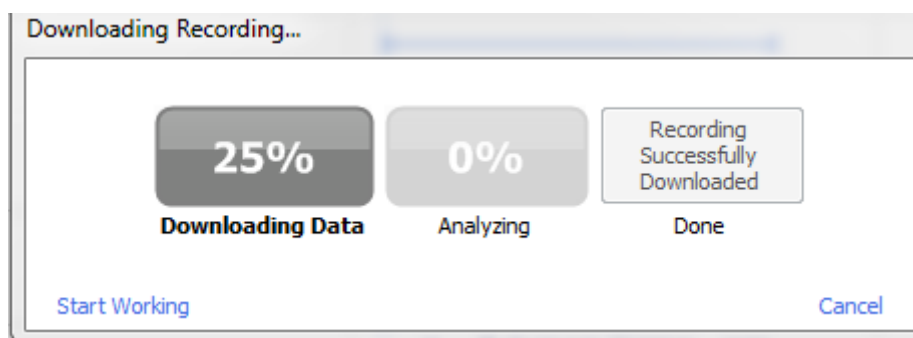 Downloading Recording...
25%
0%
Recording
Successfully
Downloaded
Downloading Data
Analyzing
Done
Start Working
Cancel